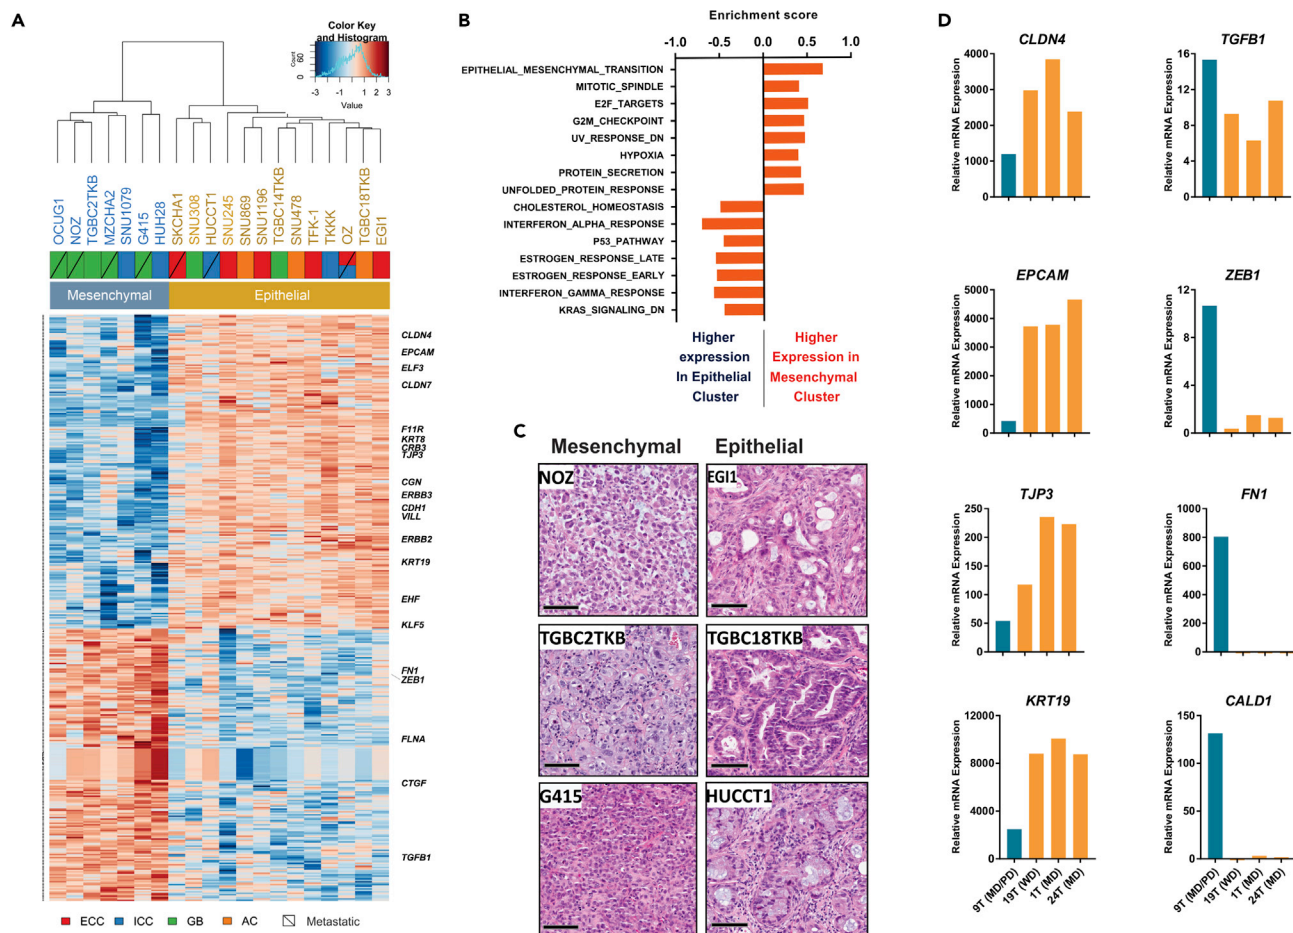 A
Color Key
and Histogram
Count
0 60
-3 -1 1 2 3
Value
OCUG1
NOZ
TGBC2TKB
MZCHA2
SNU1079
G415
HUH28
SKCHA1
SNU308
HUCCT1
SNU245
SNU869
SNU1196
TGBC14TKB
SNU478
TFK-1
TKKK
OZ
TGBC18TKB
EGI1
Mesenchymal
Epithelial
CLDN4
EPCAM
ELF3
CLDN7
F11R
KRT8
CRB3
TJP3
CGN
ERBB3
CDH1
VILL
ERBB2
KRT19
EHF
KLF5
FN1
ZEB1
FLNA
CTGF
TGFB1
ECC
ICC
GB
AC
Metastatic
B
Enrichment score
-1.0 -0.5 0.0 0.5 1.0
EPITHELIAL_MESENCHYMAL_TRANSITION
MITOTIC_SPINDLE
E2F_TARGETS
G2M_CHECKPOINT
UV_RESPONSE_DN
HYPOXIA
PROTEIN_SECRETION
UNFOLDED_PROTEIN_RESPONSE
CHOLESTEROL_HOMEOSTASIS
INTERFERON_ALPHA_RESPONSE
P53_PATHWAY
ESTROGEN_RESPONSE_LATE
ESTROGEN_RESPONSE_EARLY
INTERFERON_GAMMA_RESPONSE
KRAS_SIGNALING_DN
Higher
expression
In Epithelial
Cluster
Higher
Expression in
Mesenchymal
Cluster
C
Mesenchymal
Epithelial
NOZ
EGI1
TGBC2TKB
TGBC18TKB
G415
HUCCT1
D
CLDN4
Relative mRNA Expression
4000
3000
2000
1000
0
TGFB1
Relative mRNA Expression
16
12
8
4
0
EPCAM
Relative mRNA Expression
5000
4000
3000
2000
1000
0
ZEB1
Relative mRNA Expression
12
8
4
0
TJP3
Relative mRNA Expression
250
200
150
100
50
0
FN1
Relative mRNA Expression
1000
800
600
400
200
0
KRT19
Relative mRNA Expression
12000
9000
6000
3000
0
9T (MD/PD)
19T (WD)
1T (MD)
24T (MD)
CALD1
Relative mRNA Expression
150
100
50
0
9T (MD/PD)
19T (WD)
1T (MD)
24T (MD)